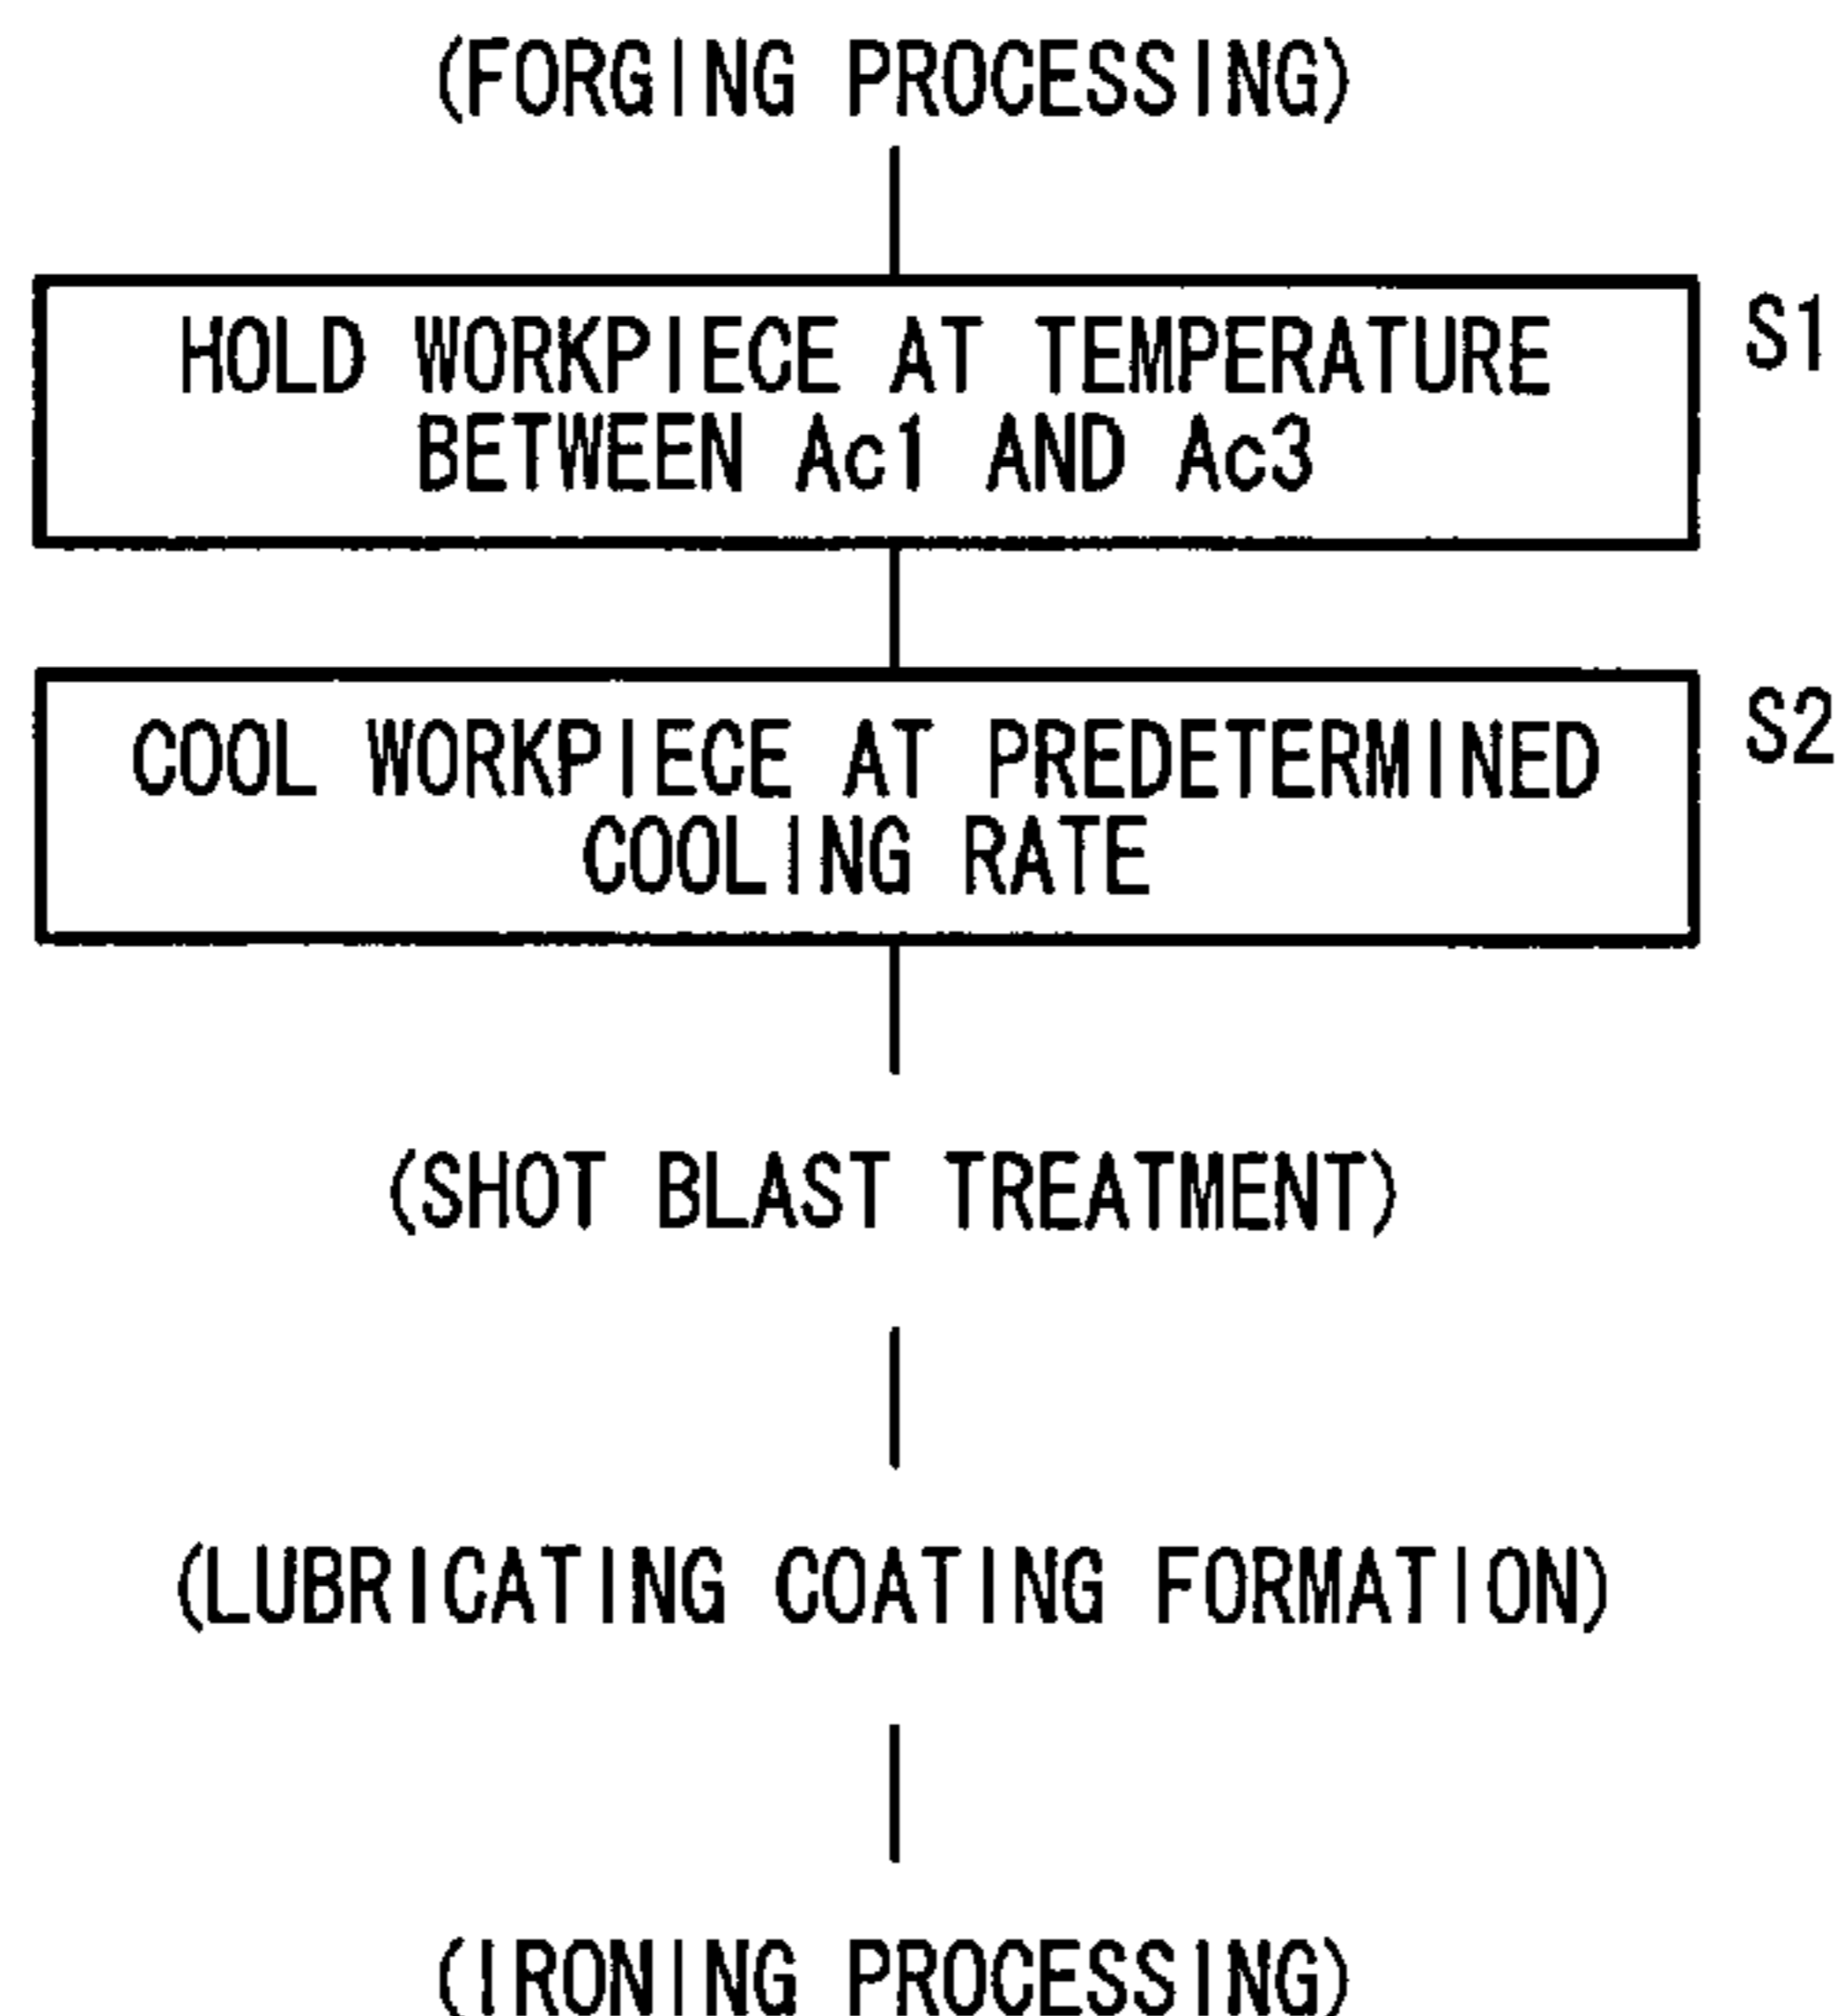 (FORGING PROCESSING)
HOLD WORKPIECE AT TEMPERATURE
BETWEEN Ac1 AND Ac3
S1
COOL WORKPIECE AT PREDETERMINED
COOLING RATE
S2
(SHOT BLAST TREATMENT)
(LUBRICATING COATING FORMATION)
(IRONING PROCESSING)